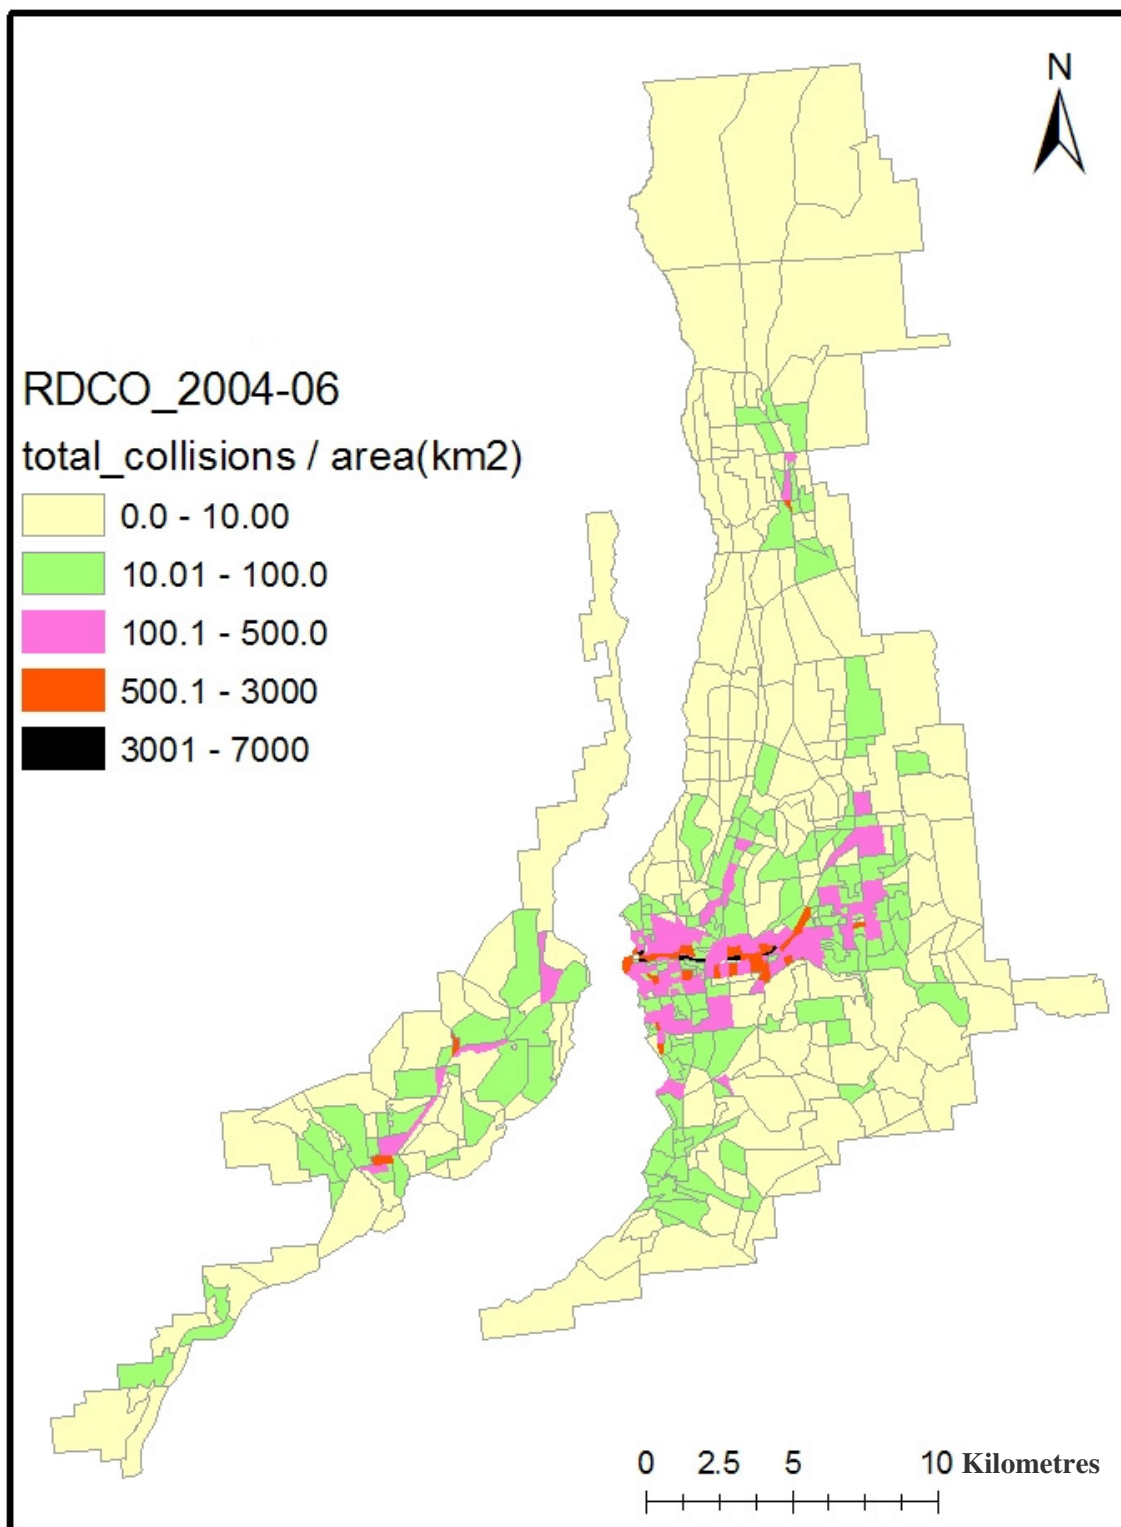 N
RDCO_2004-06
total_collisions / area(km2)
0.0 - 10.00
10.01 - 100.0
100.1 - 500.0
500.1 - 3000
3001 - 7000
0 2.5 5 10 Kilometres